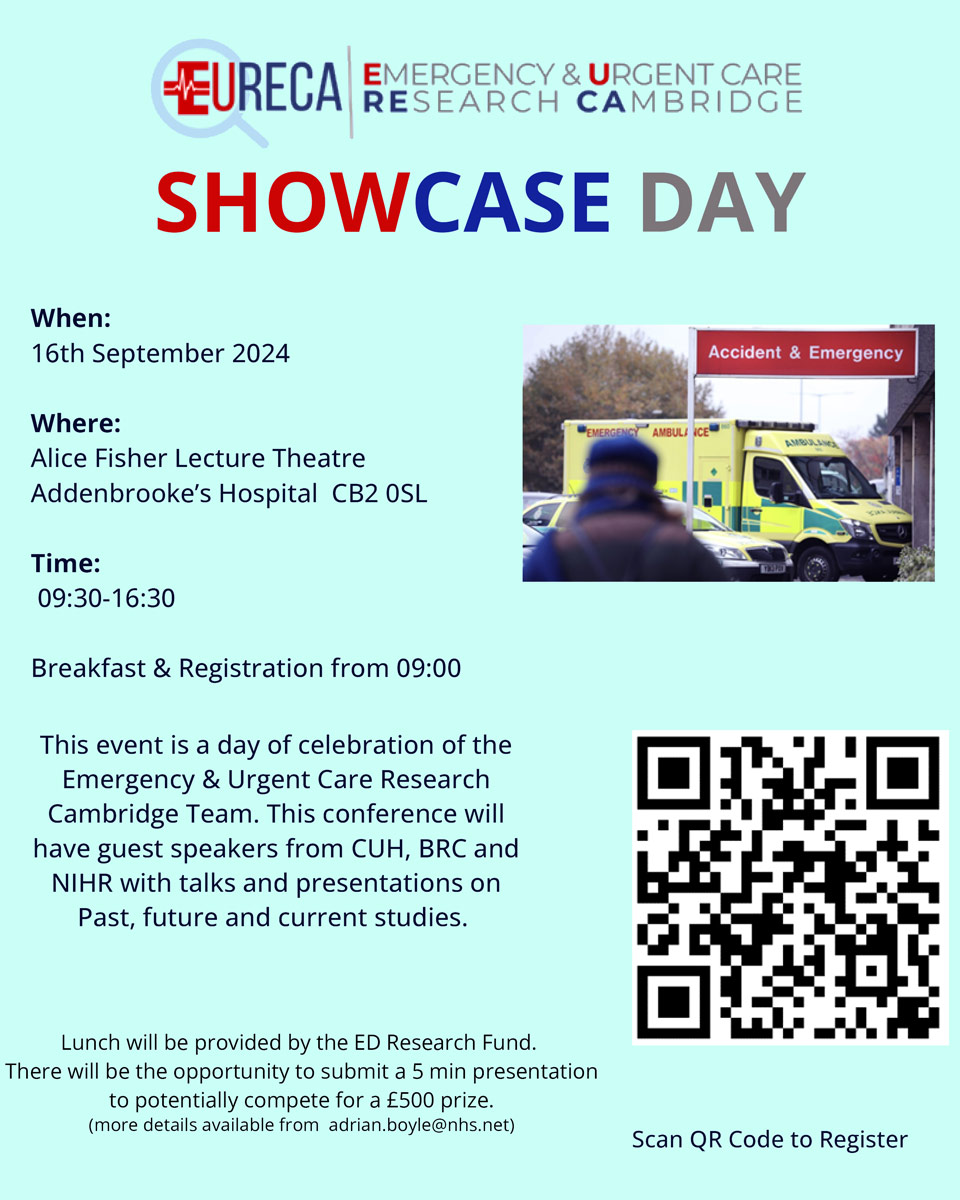 EURECA
EMERGENCY & URGENT CARE
RESEARCH CAMBRIDGE
SHOWCASE DAY
When:
16th September 2024
Where:
Alice Fisher Lecture Theatre
Addenbrooke's Hospital  CB2 0SL
Time:
09:30-16:30
Breakfast & Registration from 09:00
Accident & Emergency
EMERGENCY AMBULANCE
AMBULANCE
This event is a day of celebration of the
Emergency & Urgent Care Research
Cambridge Team. This conference will
have guest speakers from CUH, BRC and
NIHR with talks and presentations on
Past, future and current studies.
Lunch will be provided by the ED Research Fund.
There will be the opportunity to submit a 5 min presentation
to potentially compete for a £500 prize.
(more details available from  adrian.boyle@nhs.net)
Scan QR Code to Register